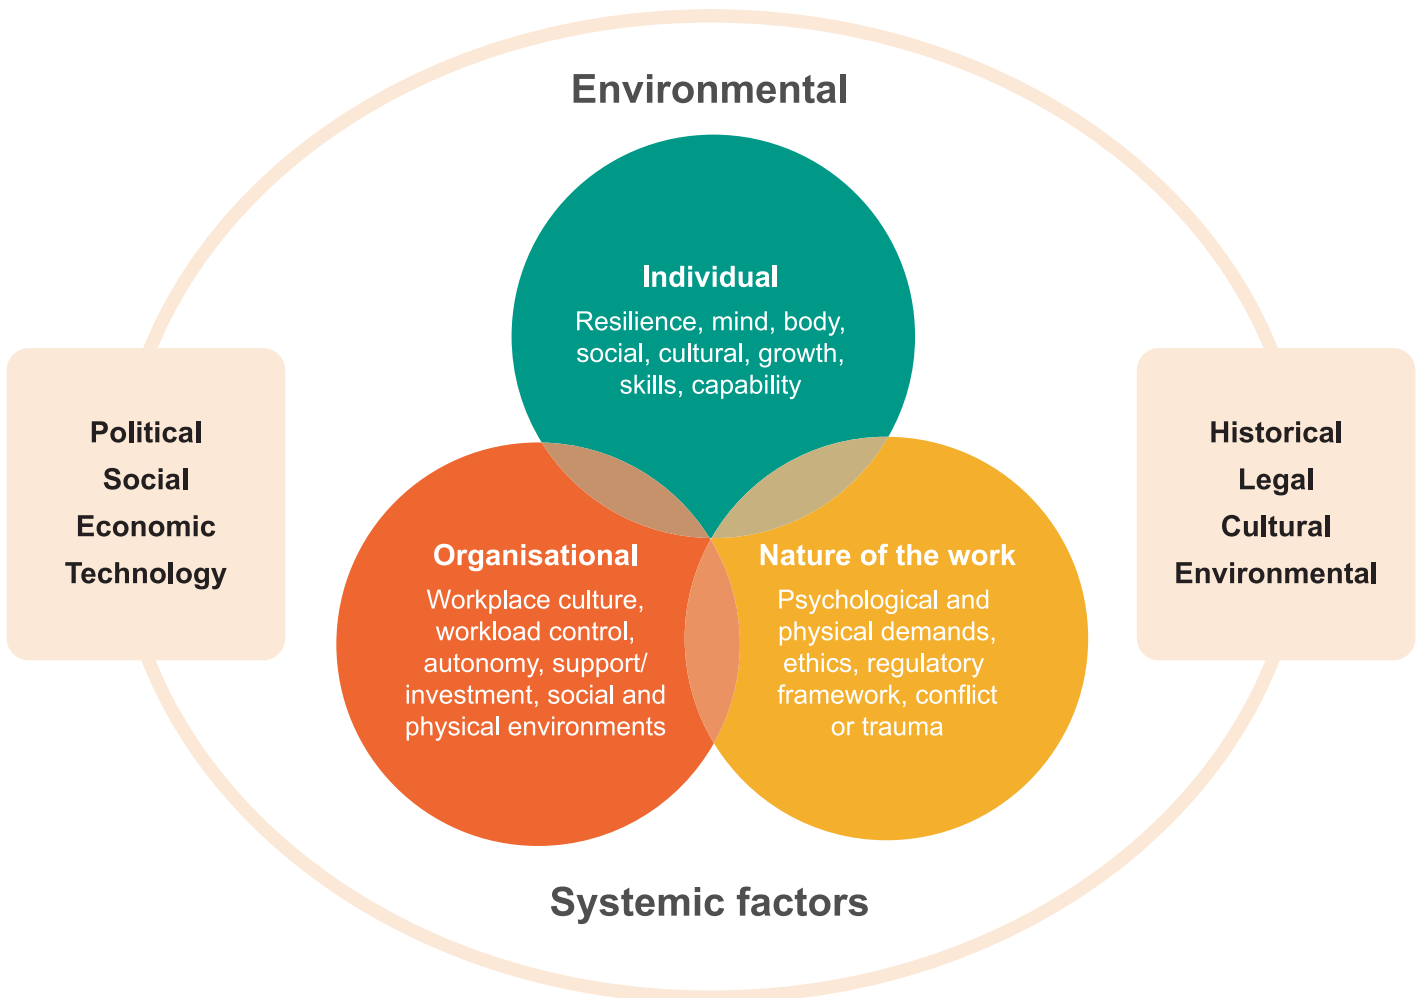 Environmental
Individual
Resilience, mind, body,
social, cultural, growth,
skills, capability
Political
Social
Economic
Technology
Historical
Legal
Cultural
Environmental
Organisational
Workplace culture,
workload control,
autonomy, support/
investment, social and
physical environments
Nature of the work
Psychological and
physical demands,
ethics, regulatory
framework, conflict
or trauma
Systemic factors